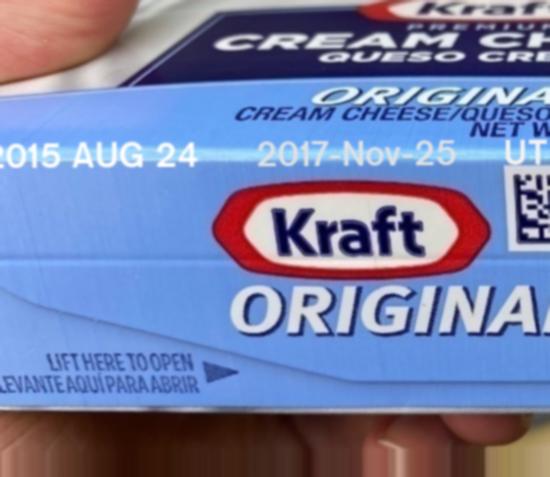 Kraft
PREMIUM
CREAM CH
QUESO CRE
ORIGINA
CREAM CHEESE/QUESO
NET W
2015 AUG 24 2017-Nov-25 UT
Kraft
ORIGINAL
LIFT HERE TO OPEN
LEVANTE AQUÍ PARA ABRIR